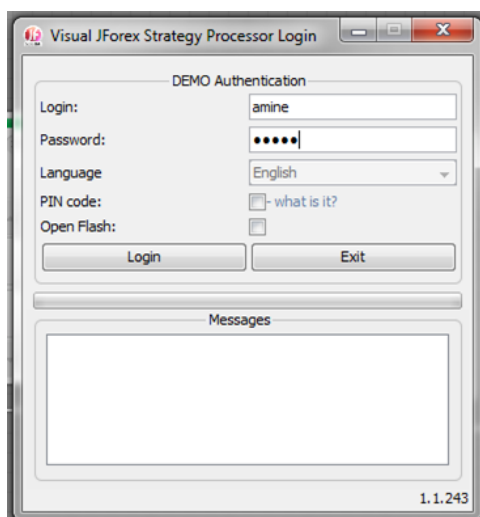 Visual JForex Strategy Processor Login
DEMO Authentication
Login: amine
Password: •••••
Language English
PIN code: - what is it?
Open Flash:
Login Exit
Messages
1.1.243